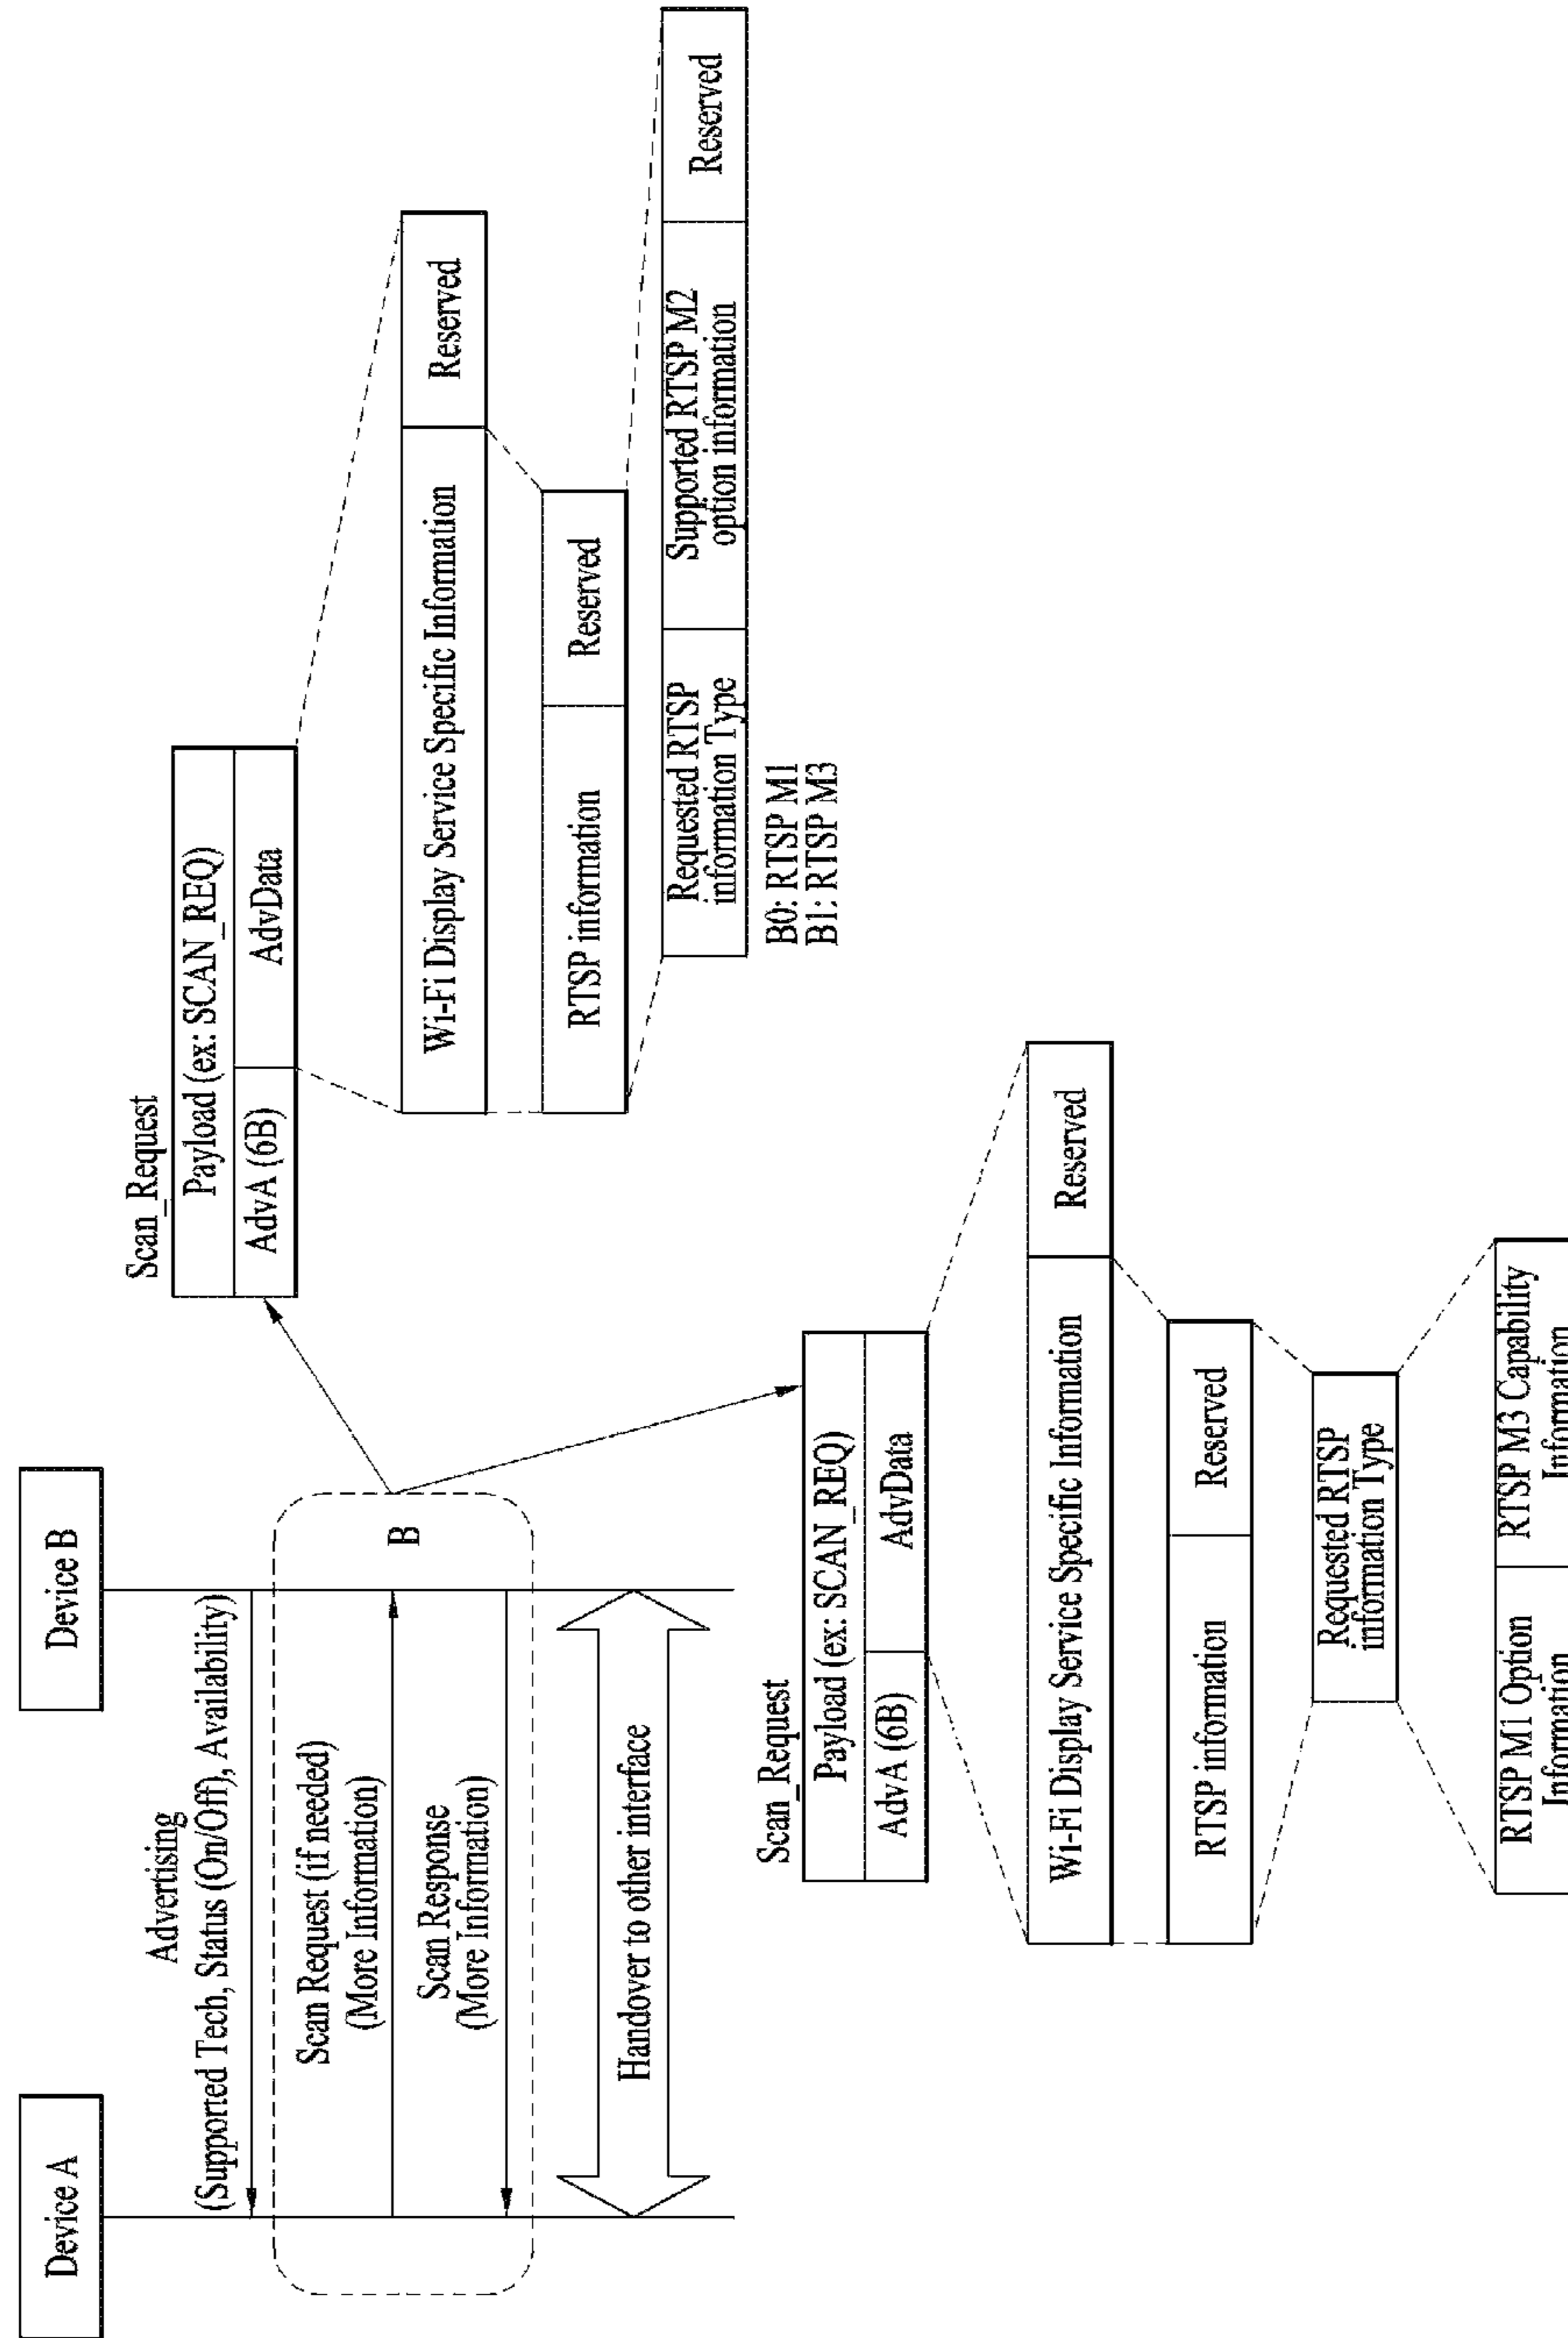 Device A
Device B
Advertising
(Supported Tech, Status (On/Off), Availability)
Scan Request (if needed)
(More Information)
Scan Response
(More Information)
B
Handover to other interface
Scan_Request
Payload (ex: SCAN_REQ)
AdvA (6B)
AdvData
Wi-Fi Display Service Specific Information
Reserved
RTSP information
Reserved
Requested RTSP
information Type
Supported RTSP M2
option information
Reserved
B0: RTSP M1
B1: RTSP M3
Scan_Request
Payload (ex: SCAN_REQ)
AdvA (6B)
AdvData
Wi-Fi Display Service Specific Information
Reserved
RTSP information
Reserved
Requested RTSP
information Type
RTSP M1 Option
Information
RTSP M3 Capability
Information